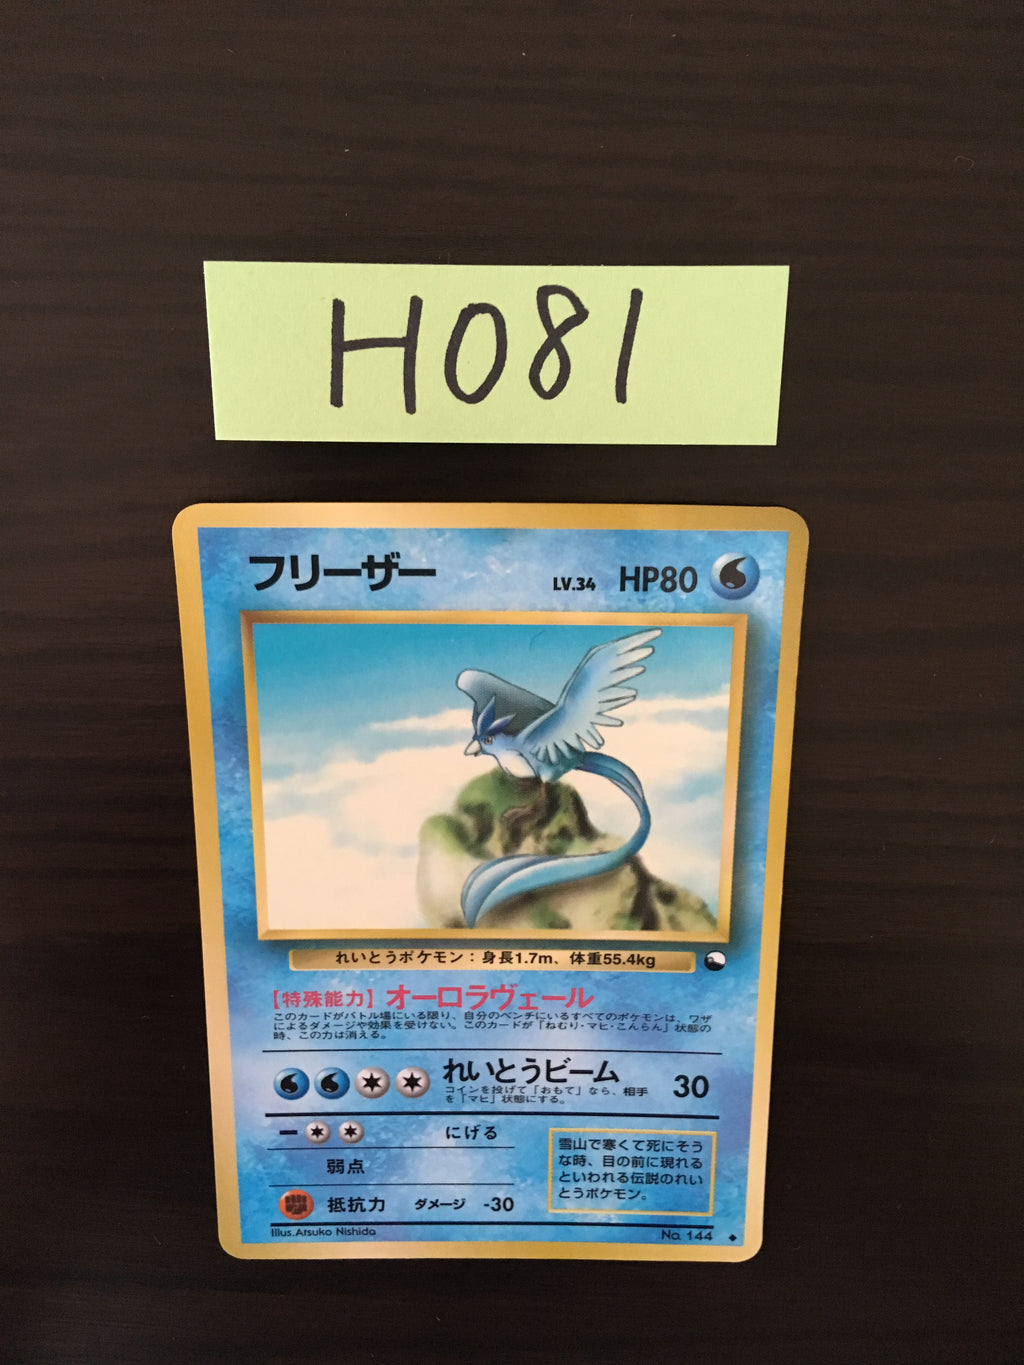 H081
フリーザー LV.34 HP80
れいとうポケモン：身長1.7m、体重55.4kg
【特殊能力】オーロラヴェール
このカードがバトル場にいる限り、自分のベンチにいるすべてのポケモンは、ワザ
によるダメージや効果を受けない。このカードが「ねむり・マヒ・こんらん」状態の
時、この力は消える。
れいとうビーム 30
コインを投げて「おもて」なら、相手
を「マヒ」状態にする。
にげる
弱点
抵抗力 ダメージ -30
雪山で寒くて死にそう
な時、目の前に現れる
といわれる伝説のれい
とうポケモン。
Illus.Atsuko Nishida No. 144